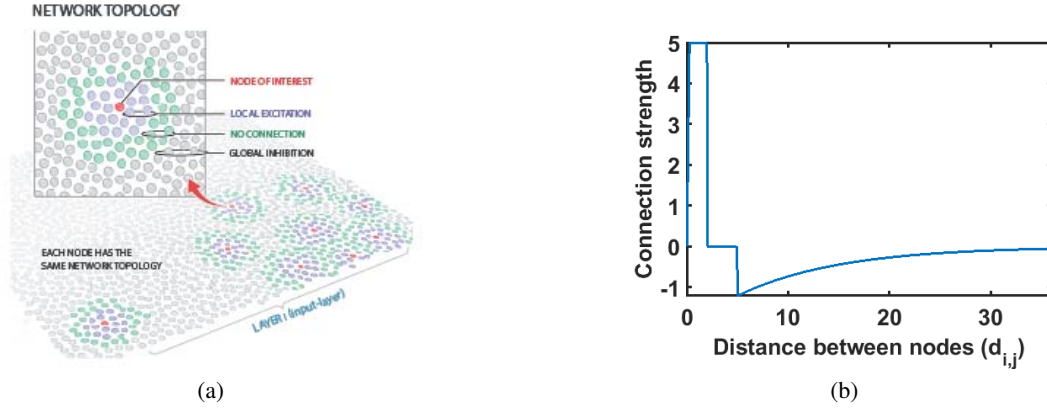 NETWORK TOPOLOGY
NODE OF INTEREST
LOCAL EXCITATION
NO CONNECTION
GLOBAL INHIBITION
EACH NODE HAS THE
SAME NETWORK TOPOLOGY
LAYER I (input-layer)
(a)
Connection strength
5
4
3
2
1
0
-1
0 10 20 30
Distance between nodes (d_{i,j})
(b)